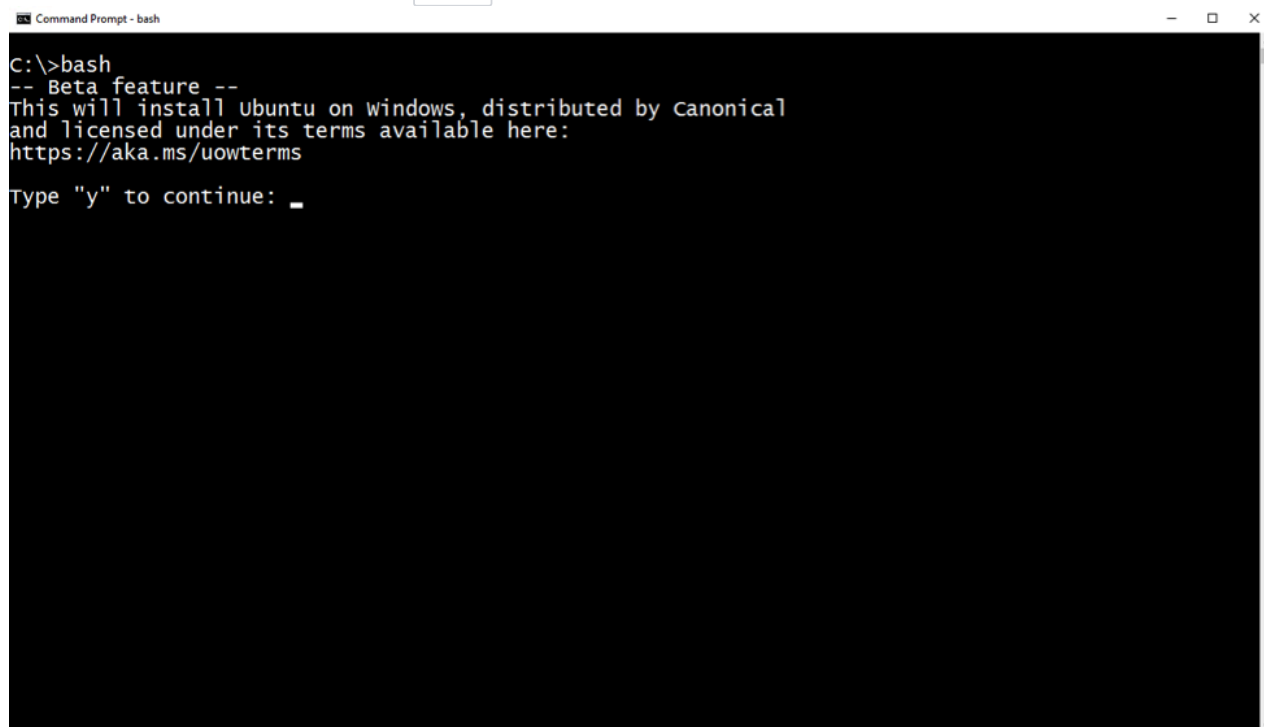 Command Prompt - bash
C:\>bash
-- Beta feature --
This will install Ubuntu on Windows, distributed by Canonical
and licensed under its terms available here:
https://aka.ms/uowterms
Type "y" to continue: